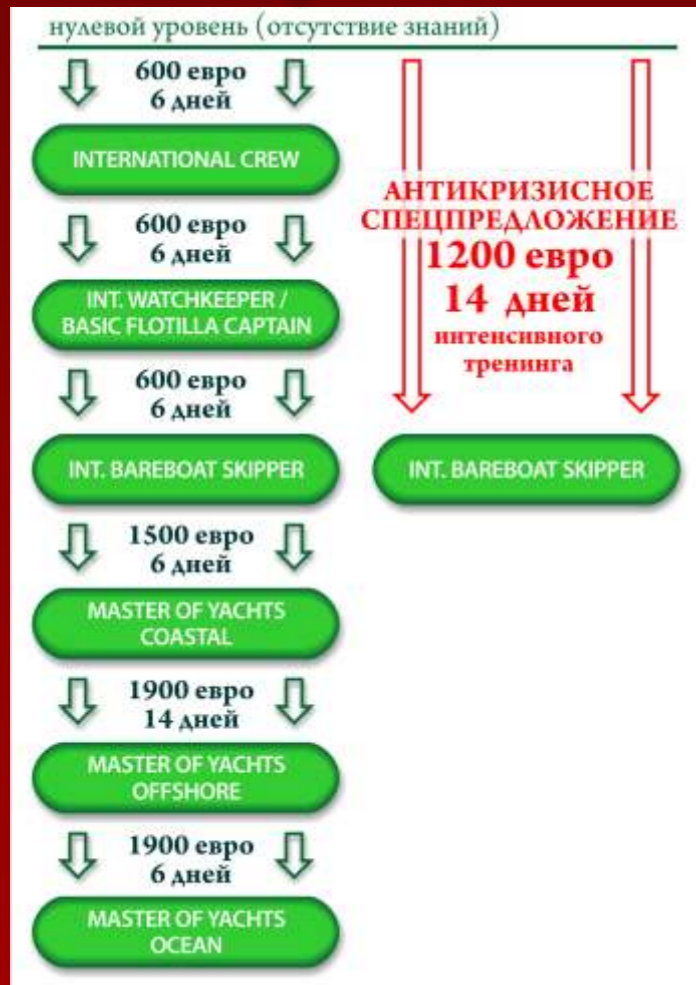 нулевой уровень (отсутствие знаний)
600 евро
6 дней
INTERNATIONAL CREW
600 евро
6 дней
INT. WATCHKEEPER /
BASIC FLOTILLA CAPTAIN
600 евро
6 дней
INT. BAREBOAT SKIPPER
1500 евро
6 дней
MASTER OF YACHTS
COASTAL
1900 евро
14 дней
MASTER OF YACHTS
OFFSHORE
1900 евро
6 дней
MASTER OF YACHTS
OCEAN
АНТИКРИЗИСНОЕ
СПЕЦПРЕДЛОЖЕНИЕ
1200 евро
14 дней
интенсивного
тренинга
INT. BAREBOAT SKIPPER